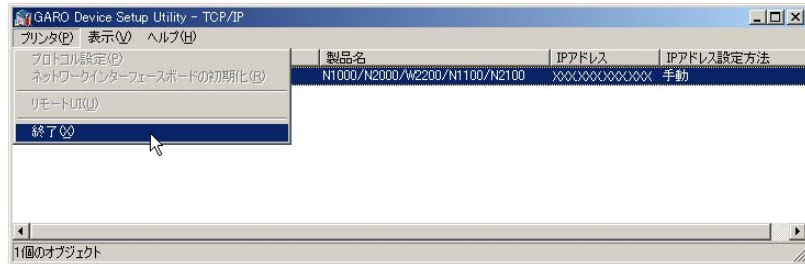 GARO Device Setup Utility - TCP/IP
プリンタ(P) 表示(V) ヘルプ(H)
製品名 IPアドレス IPアドレス設定方法
N1000/N2000/W2200/N1100/N2100 XXX.XXX.XXX.XXX 手動
プロトコル設定(P)
ネットワークインターフェースボードの初期化(R)
リモートUI(U)
終了(X)
1個のオブジェクト